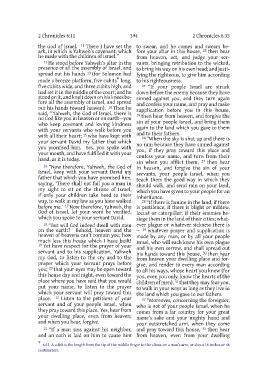 2 Chronicles 6:11
394
2 Chronicles 6:33
the God of Israel. 11 There I have set the
ark, in which is Yahweh's covenant, which
he made with the children of Israel."
12 He stood before Yahweh's altar in the
presence of all the assembly of Israel, and
spread out his hands 13 (for Solomon had
made a bronze platform, five cubits* long,
five cubits wide, and three cubits high, and
had set it in the middle of the court; and he
stood on it, and knelt down on his knees be-
fore all the assembly of Israel, and spread
out his hands toward heaven). 14 Then he
said, "Yahweh, the God of Israel, there is
no God like you in heaven or on earth—you
who keep covenant and loving kindness
with your servants who walk before you
with all their heart; 15 who have kept with
your servant David my father that which
you promised him. Yes, you spoke with
your mouth, and have fulfilled it with your
hand, as it is today.
16 "Now therefore, Yahweh, the God of
Israel, keep with your servant David my
father that which you have promised him,
saying, 'There shall not fail you a man in
my sight to sit on the throne of Israel,
if only your children take heed to their
way, to walk in my law as you have walked
before me.' 17 Now therefore, Yahweh, the
God of Israel, let your word be verified,
which you spoke to your servant David.
18 "But will God indeed dwell with men
on the earth? Behold, heaven and the
heaven of heavens can't contain you; how
much less this house which I have built!
19 Yet have respect for the prayer of your
servant and to his supplication, Yahweh
my God, to listen to the cry and to the
prayer which your servant prays before
you; 20 that your eyes may be open toward
this house day and night, even toward the
place where you have said that you would
put your name, to listen to the prayer
which your servant will pray toward this
place. 21 Listen to the petitions of your
servant and of your people Israel, when
they pray toward this place. Yes, hear from
your dwelling place, even from heaven;
and when you hear, forgive.
22 "If a man sins against his neighbor,
and an oath is laid on him to cause him
to swear, and he comes and swears be-
fore your altar in this house, 23 then hear
from heaven, act, and judge your ser-
vants, bringing retribution to the wicked,
to bring his way on his own head; and justi-
fying the righteous, to give him according
to his righteousness.
24 "If your people Israel are struck
down before the enemy because they have
sinned against you, and they turn again
and confess your name, and pray and make
supplication before you in this house,
25 then hear from heaven, and forgive the
sin of your people Israel, and bring them
again to the land which you gave to them
and to their fathers.
26 "When the sky is shut up and there is
no rain because they have sinned against
you, if they pray toward this place and
confess your name, and turn from their
sin when you afflict them, 27 then hear
in heaven, and forgive the sin of your
servants, your people Israel, when you
teach them the good way in which they
should walk, and send rain on your land,
which you have given to your people for an
inheritance.
28 "If there is famine in the land, if there
is pestilence, if there is blight or mildew,
locust or caterpillar; if their enemies be-
siege them in the land of their cities; what-
ever plague or whatever sickness there is
— 29 whatever prayer and supplication is
made by any man, or by all your people
Israel, who will each know his own plague
and his own sorrow, and shall spread out
his hands toward this house, 30 then hear
from heaven your dwelling place and for-
give, and render to every man according
to all his ways, whose heart you know (for
you, even you only, know the hearts of the
children of men), 31 that they may fear you,
to walk in your ways as long as they live in
the land which you gave to our fathers.
32 "Moreover, concerning the foreigner,
who is not of your people Israel, when he
comes from a far country for your great
name's sake and your mighty hand and
your outstretched arm, when they come
and pray toward this house, 33 then hear
from heaven, even from your dwelling
* 6:13 A cubit is the length from the tip of the middle finger to the elbow on a man's arm, or about 18 inches or 46
centimeters.